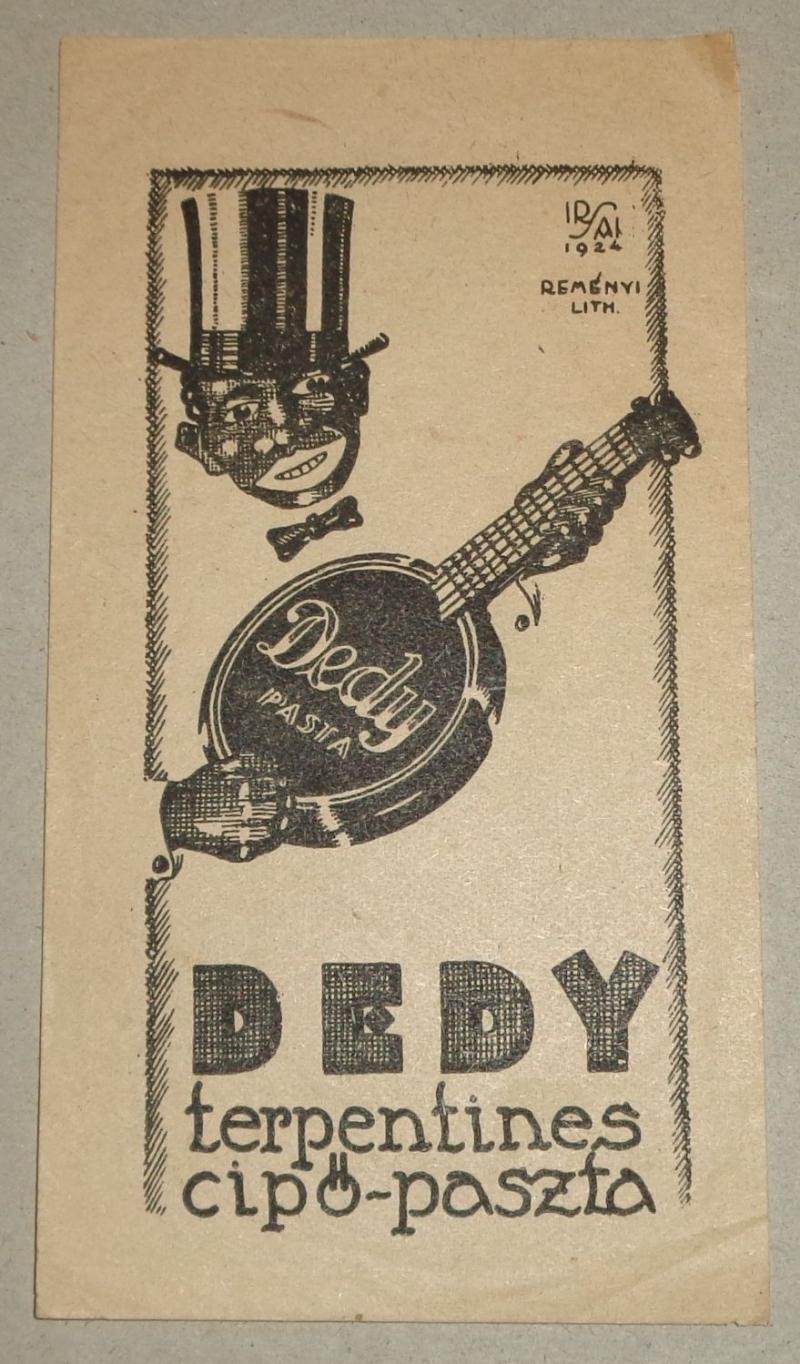 IRSAI
1924
REMÉNYI
LITH.
Dedy
PASTA
DEDY
terpentines
cipő-paszta